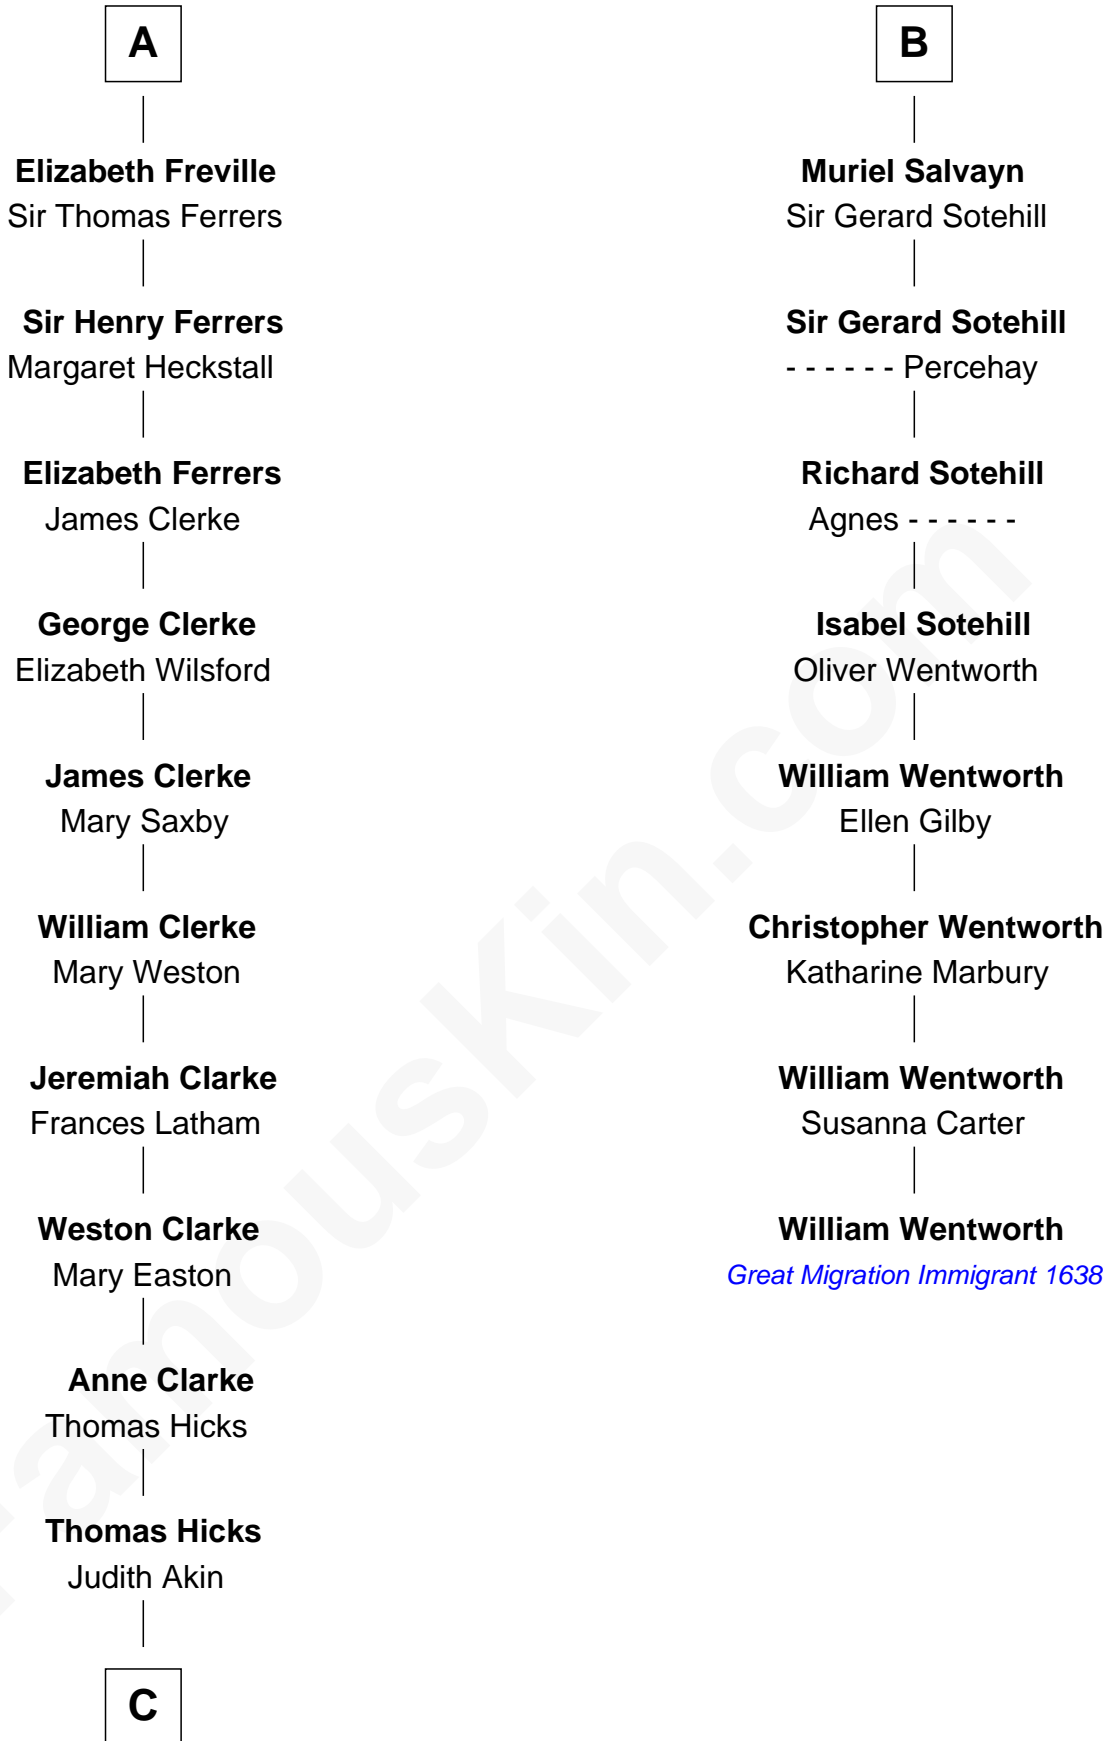 A
Elizabeth Freville
Sir Thomas Ferrers
Sir Henry Ferrers
Margaret Heckstall
Elizabeth Ferrers
James Clerke
George Clerke
Elizabeth Wilsford
James Clerke
Mary Saxby
William Clerke
Mary Weston
Jeremiah Clarke
Frances Latham
Weston Clarke
Mary Easton
Anne Clarke
Thomas Hicks
Thomas Hicks
Judith Akin
C
B
Muriel Salvayn
Sir Gerard Sotehill
Sir Gerard Sotehill
- - - - - - Percehay
Richard Sotehill
Agnes - - - - - -
Isabel Sotehill
Oliver Wentworth
William Wentworth
Ellen Gilby
Christopher Wentworth
Katharine Marbury
William Wentworth
Susanna Carter
William Wentworth
Great Migration Immigrant 1638
FamousKin.com